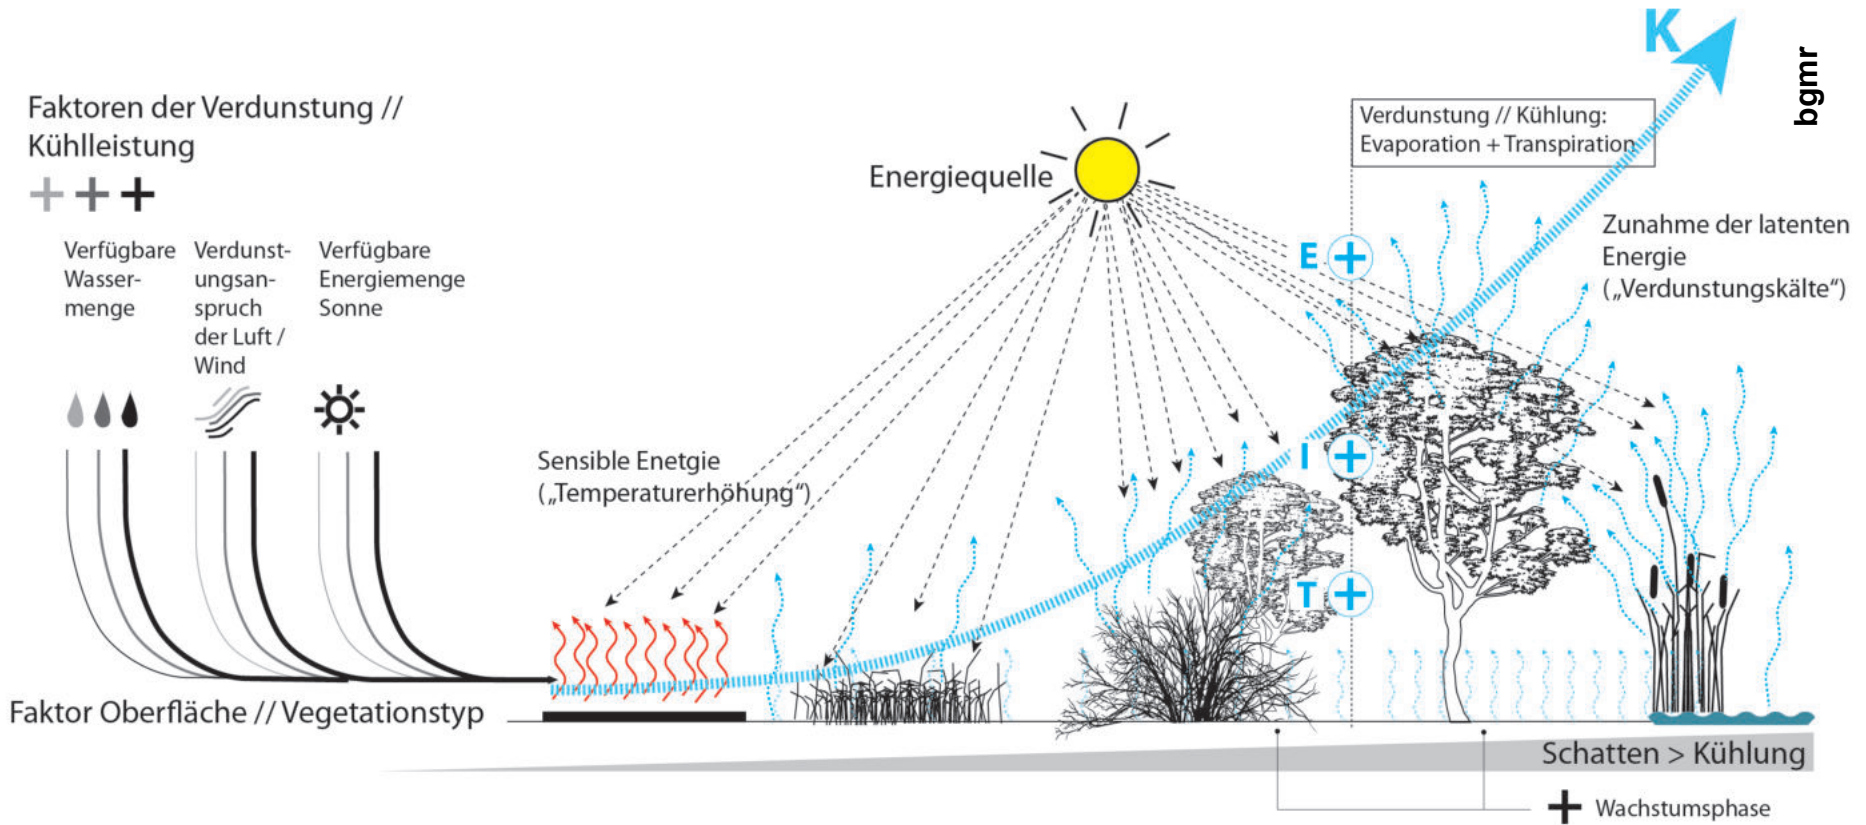 K
bgmr
Faktoren der Verdunstung //
Kühlleistung
Verfügbare
Wasser-
menge
Verdunst-
ungsan-
spruch
der Luft /
Wind
Verfügbare
Energiemenge
Sonne
Energiequelle
Verdunstung // Kühlung:
Evaporation + Transpiration
Zunahme der latenten
Energie
(„Verdunstungskälte“)
E +
Sensible Enetgie
(„Temperaturerhöhung“)
I +
T +
Faktor Oberfläche // Vegetationstyp
Schatten > Kühlung
+ Wachstumsphase